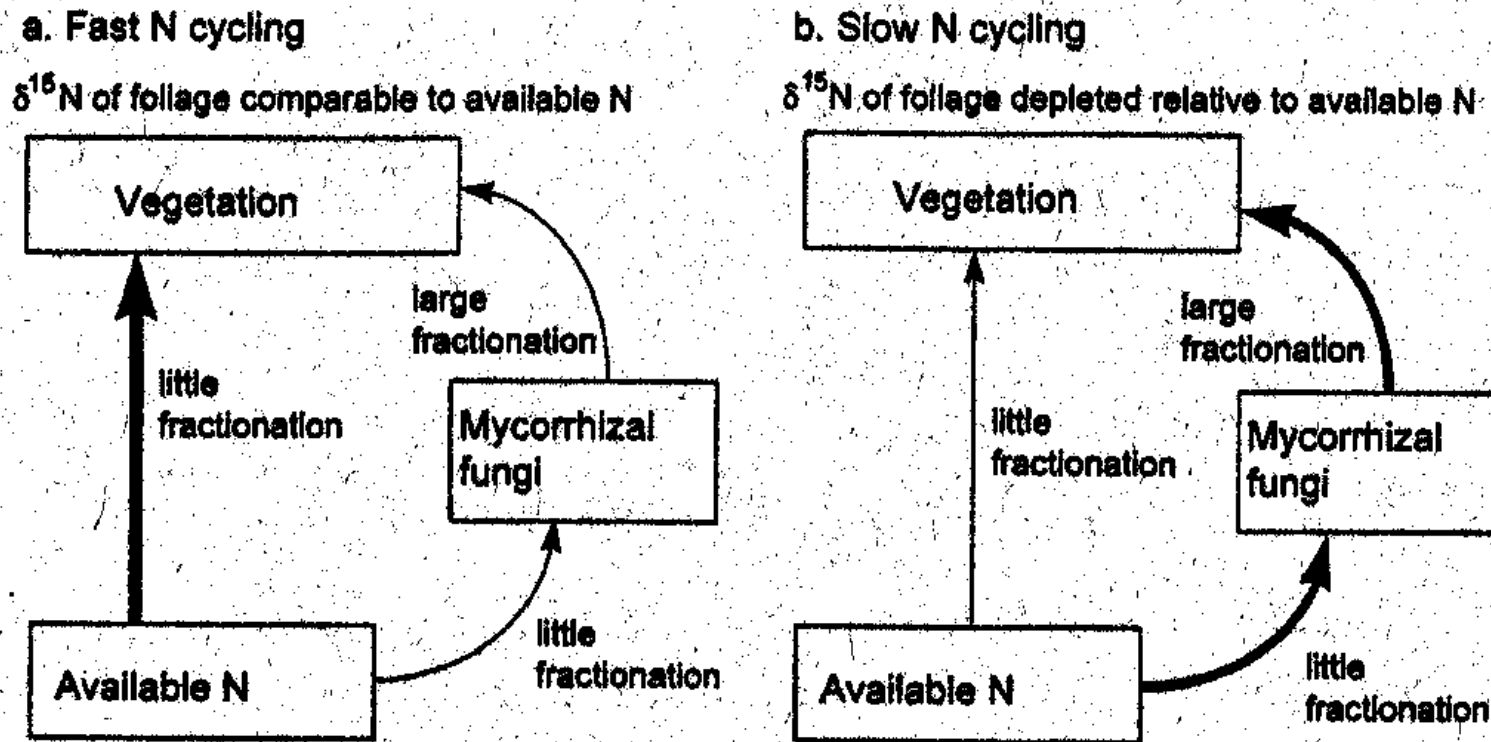 a. Fast N cycling
δ¹⁵N of foliage comparable to available N
Vegetation
large
fractionation
little
fractionation
Mycorrhizal
fungi
little
fractionation
Available N
b. Slow N cycling
δ¹⁵N of foliage depleted relative to available N
Vegetation
large
fractionation
little
fractionation
Mycorrhizal
fungi
little
fractionation
Available N